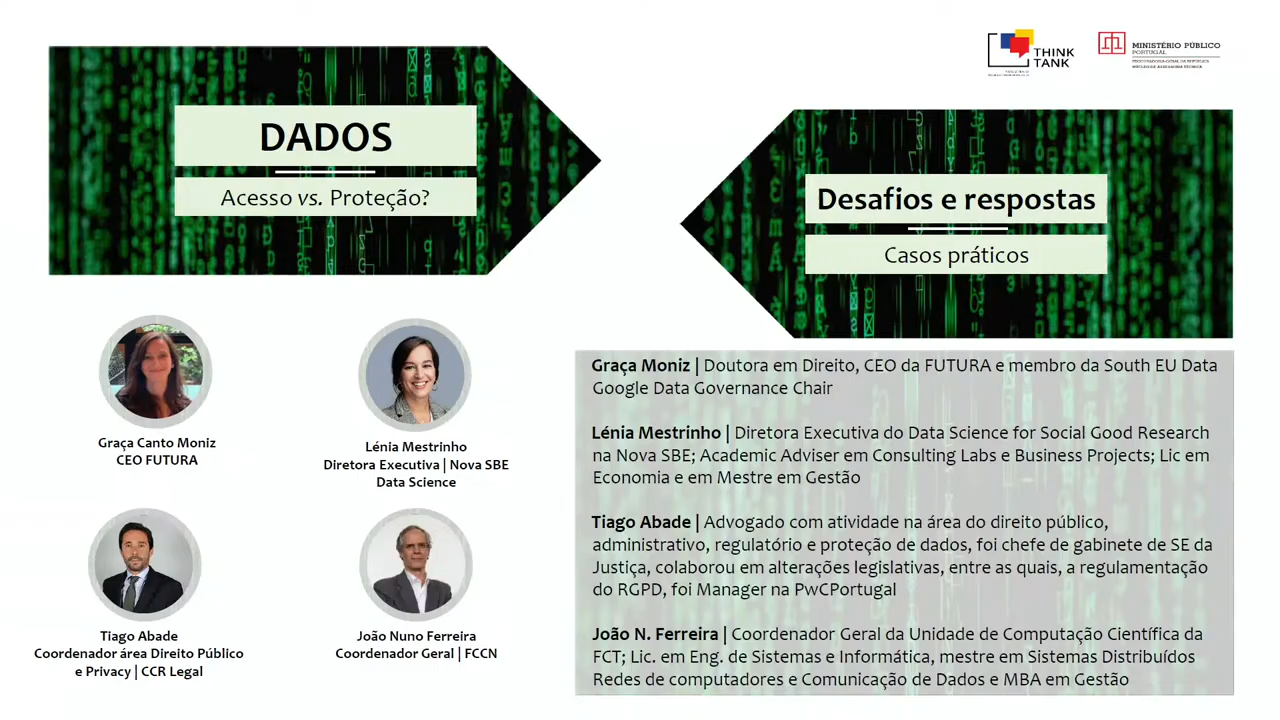 THINK
TANK
MINISTÉRIO PÚBLICO
PORTUGAL
PROCURADORIA-GERAL DA REPÚBLICA
DADOS
Acesso vs. Proteção?
Desafios e respostas
Casos práticos
Graça Canto Moniz
CEO FUTURA
Lénia Mestrinho
Diretora Executiva | Nova SBE
Data Science
Tiago Abade
Coordenador área Direito Público
e Privacy | CCR Legal
João Nuno Ferreira
Coordenador Geral | FCCN
Graça Moniz | Doutora em Direito, CEO da FUTURA e membro da South EU Data
Google Data Governance Chair
Lénia Mestrinho | Diretora Executiva do Data Science for Social Good Research
na Nova SBE; Academic Adviser em Consulting Labs e Business Projects; Lic em
Economia e em Mestre em Gestão
Tiago Abade | Advogado com atividade na área do direito público,
administrativo, regulatório e proteção de dados, foi chefe de gabinete de SE da
Justiça, colaborou em alterações legislativas, entre as quais, a regulamentação
do RGPD, foi Manager na PwCPortugal
João N. Ferreira | Coordenador Geral da Unidade de Computação Científica da
FCT; Lic. em Eng. de Sistemas e Informática, mestre em Sistemas Distribuídos
Redes de computadores e Comunicação de Dados e MBA em Gestão